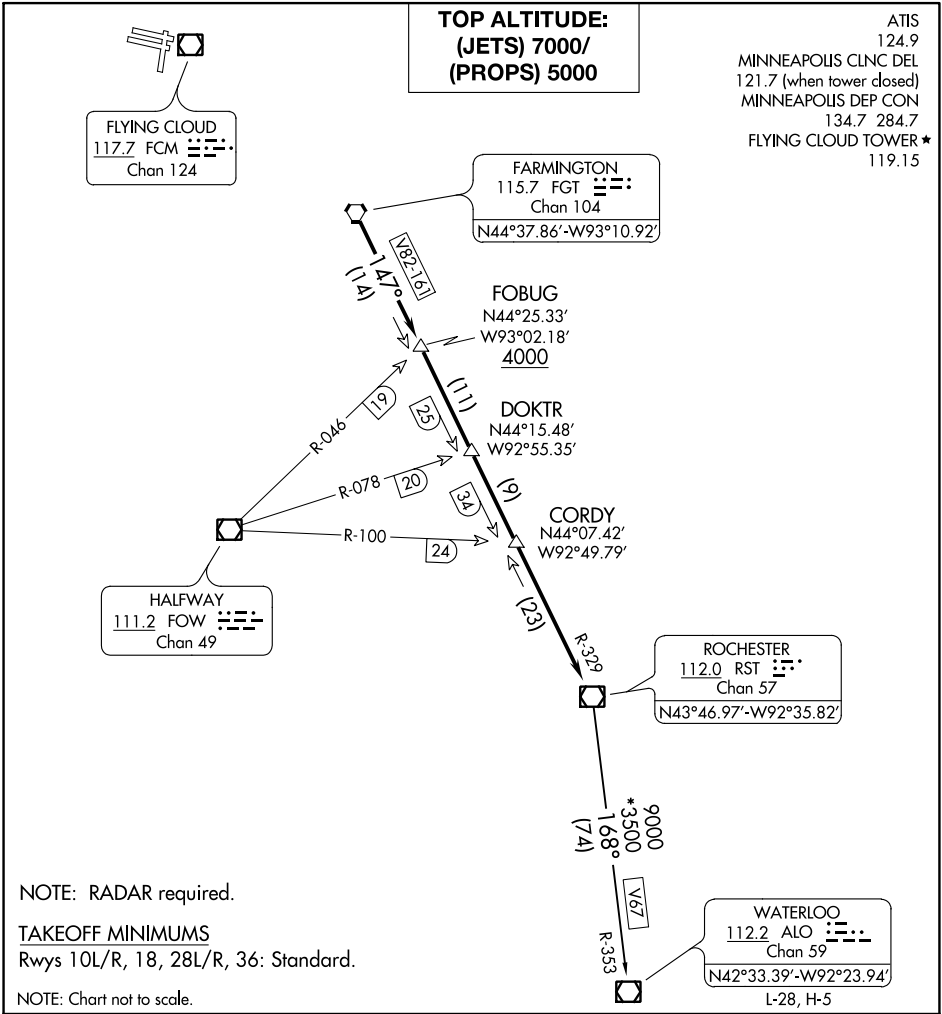 TOP ALTITUDE:
(JETS) 7000/
(PROPS) 5000
ATIS
124.9
MINNEAPOLIS CLNC DEL
121.7 (when tower closed)
MINNEAPOLIS DEP CON
134.7 284.7
FLYING CLOUD TOWER ★
119.15
FLYING CLOUD
117.7 FCM
Chan 124
FARMINGTON
115.7 FGT
Chan 104
N44°37.86'-W93°10.92'
V82-161
147°
(14)
FOBUG
N44°25.33'
W93°02.18'
4000
(11)
R-046
19
25
DOKTR
N44°15.48'
W92°55.35'
R-078
20
(9)
34
CORDY
N44°07.42'
W92°49.79'
R-100
24
HALFWAY
111.2 FOW
Chan 49
(23)
R-329
ROCHESTER
112.0 RST
Chan 57
N43°46.97'-W92°35.82'
9000
*3500
168°
(74)
V67
R-353
WATERLOO
112.2 ALO
Chan 59
N42°33.39'-W92°23.94'
L-28, H-5
NOTE: RADAR required.
TAKEOFF MINIMUMS
Rwys 10L/R, 18, 28L/R, 36: Standard.
NOTE: Chart not to scale.